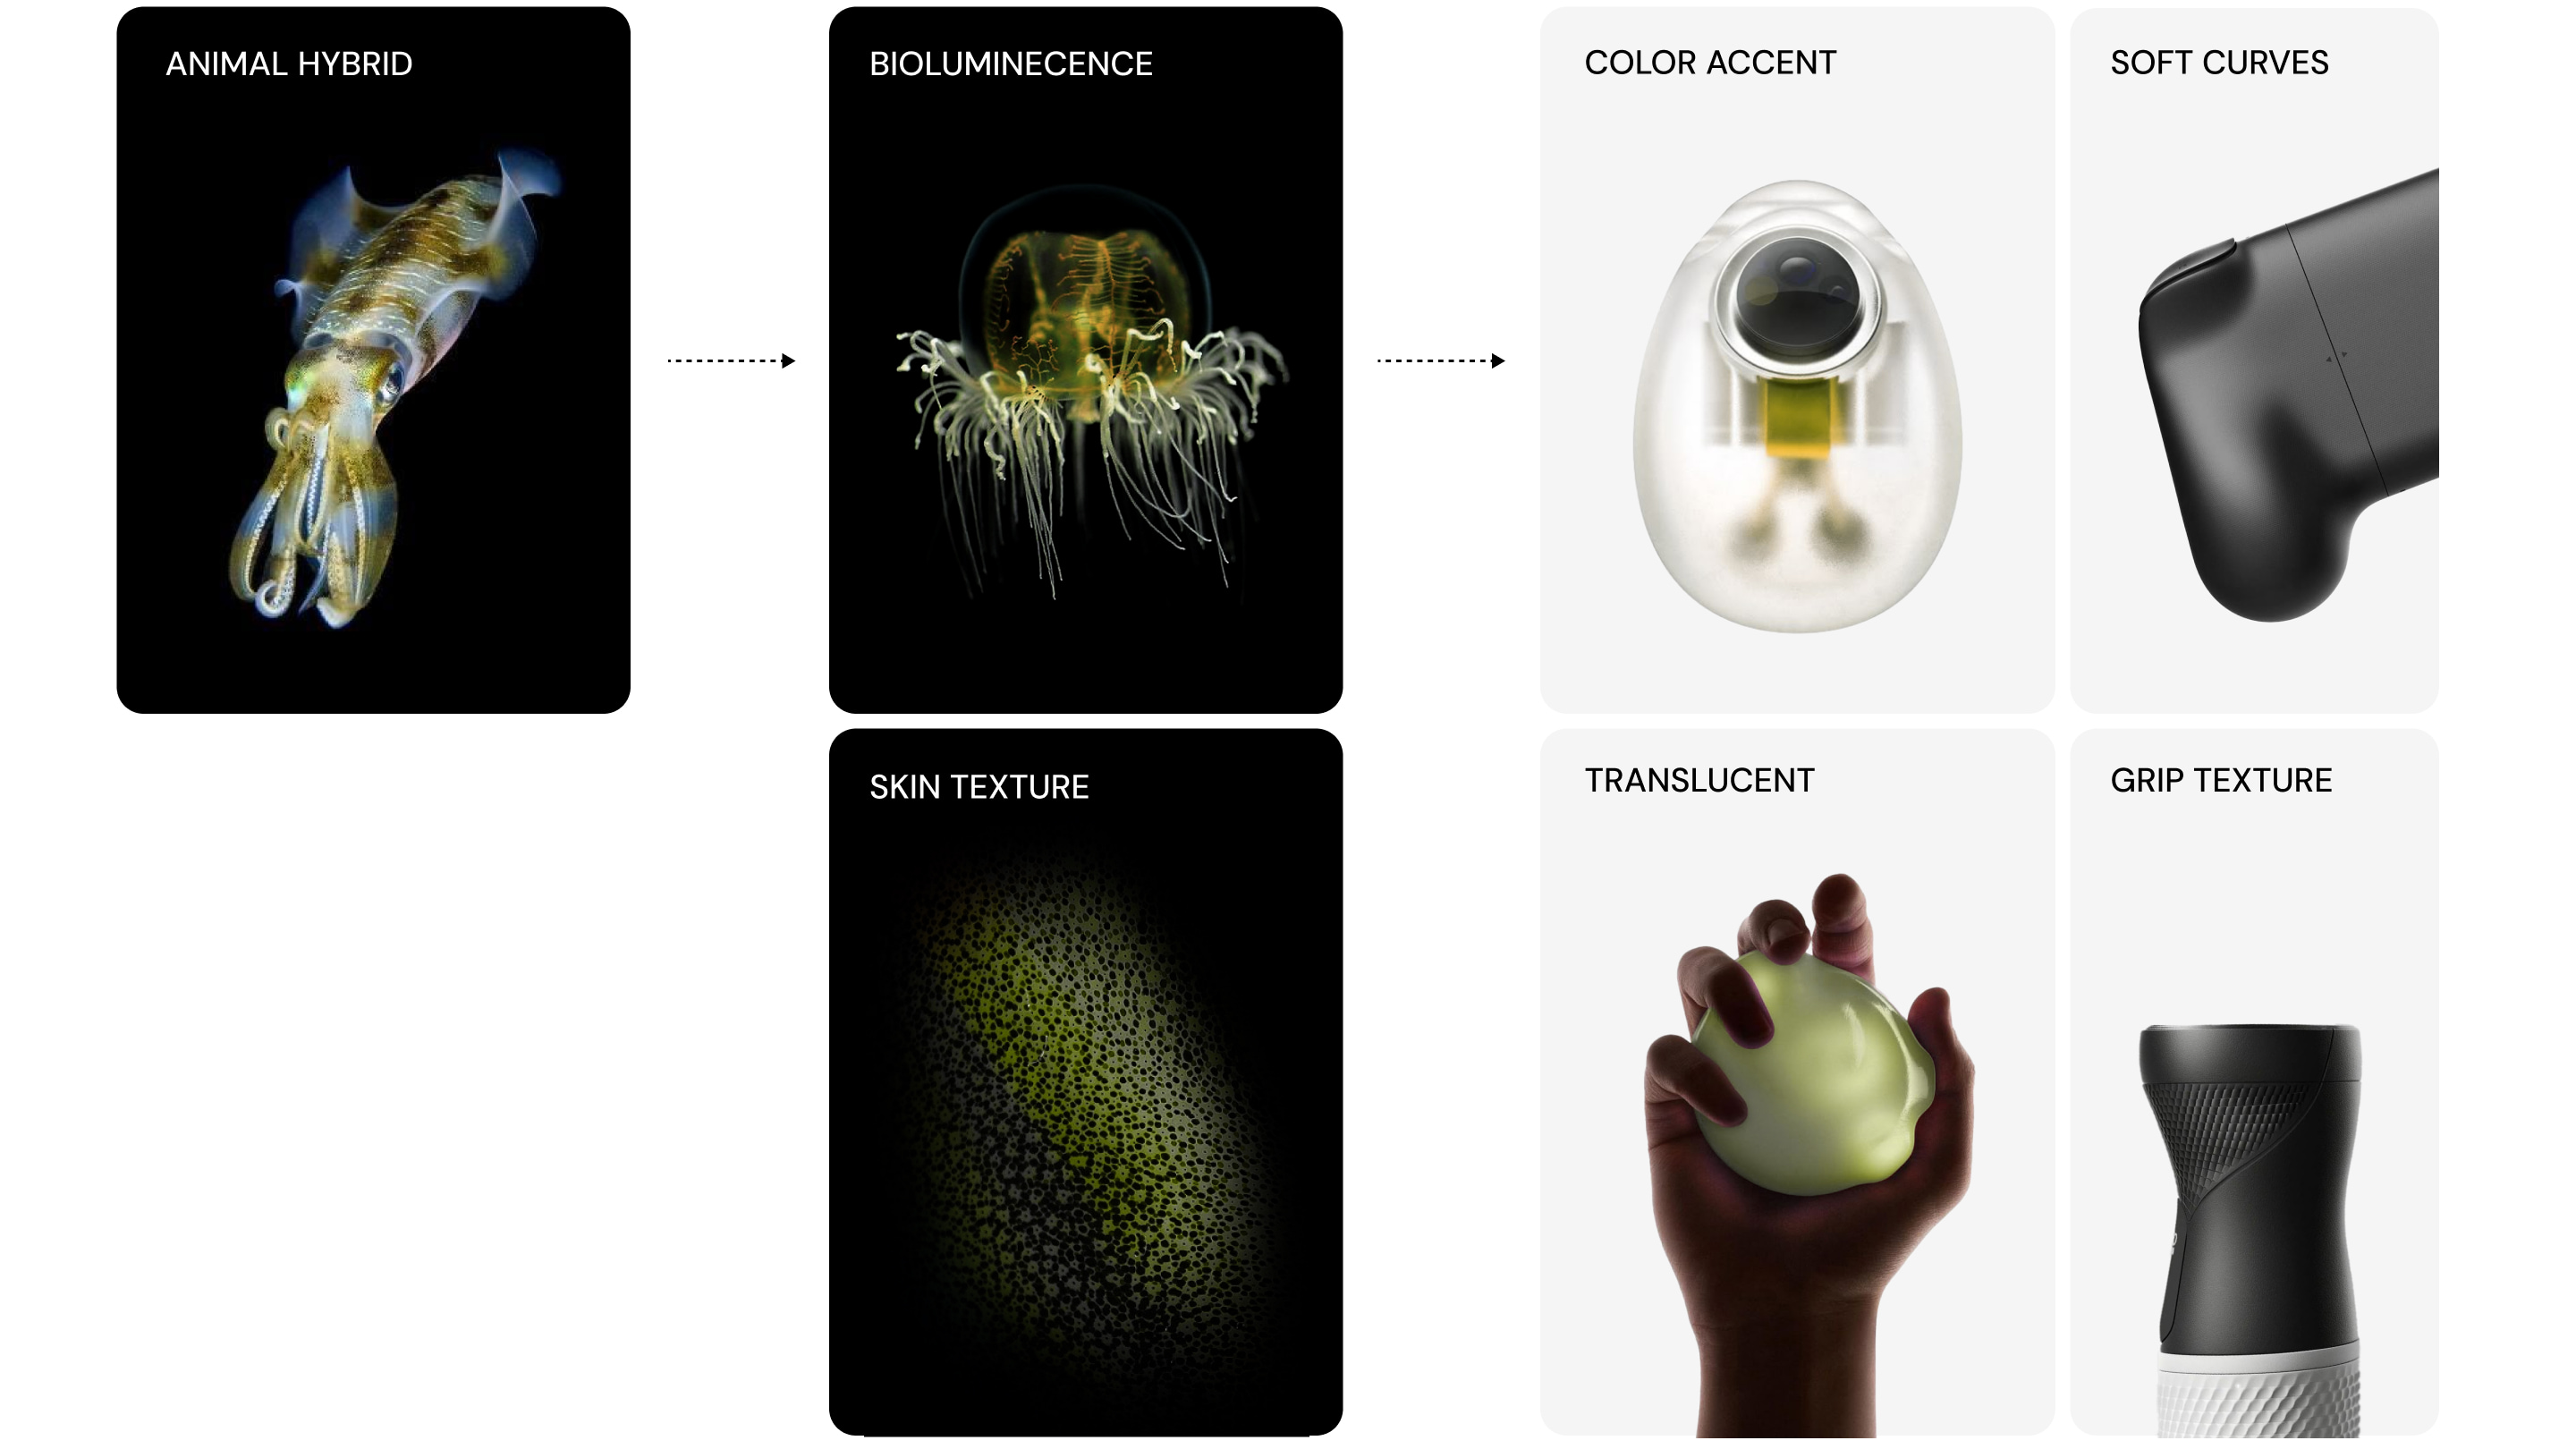 ANIMAL HYBRID
BIOLUMINECENCE
COLOR ACCENT
SOFT CURVES
SKIN TEXTURE
TRANSLUCENT
GRIP TEXTURE